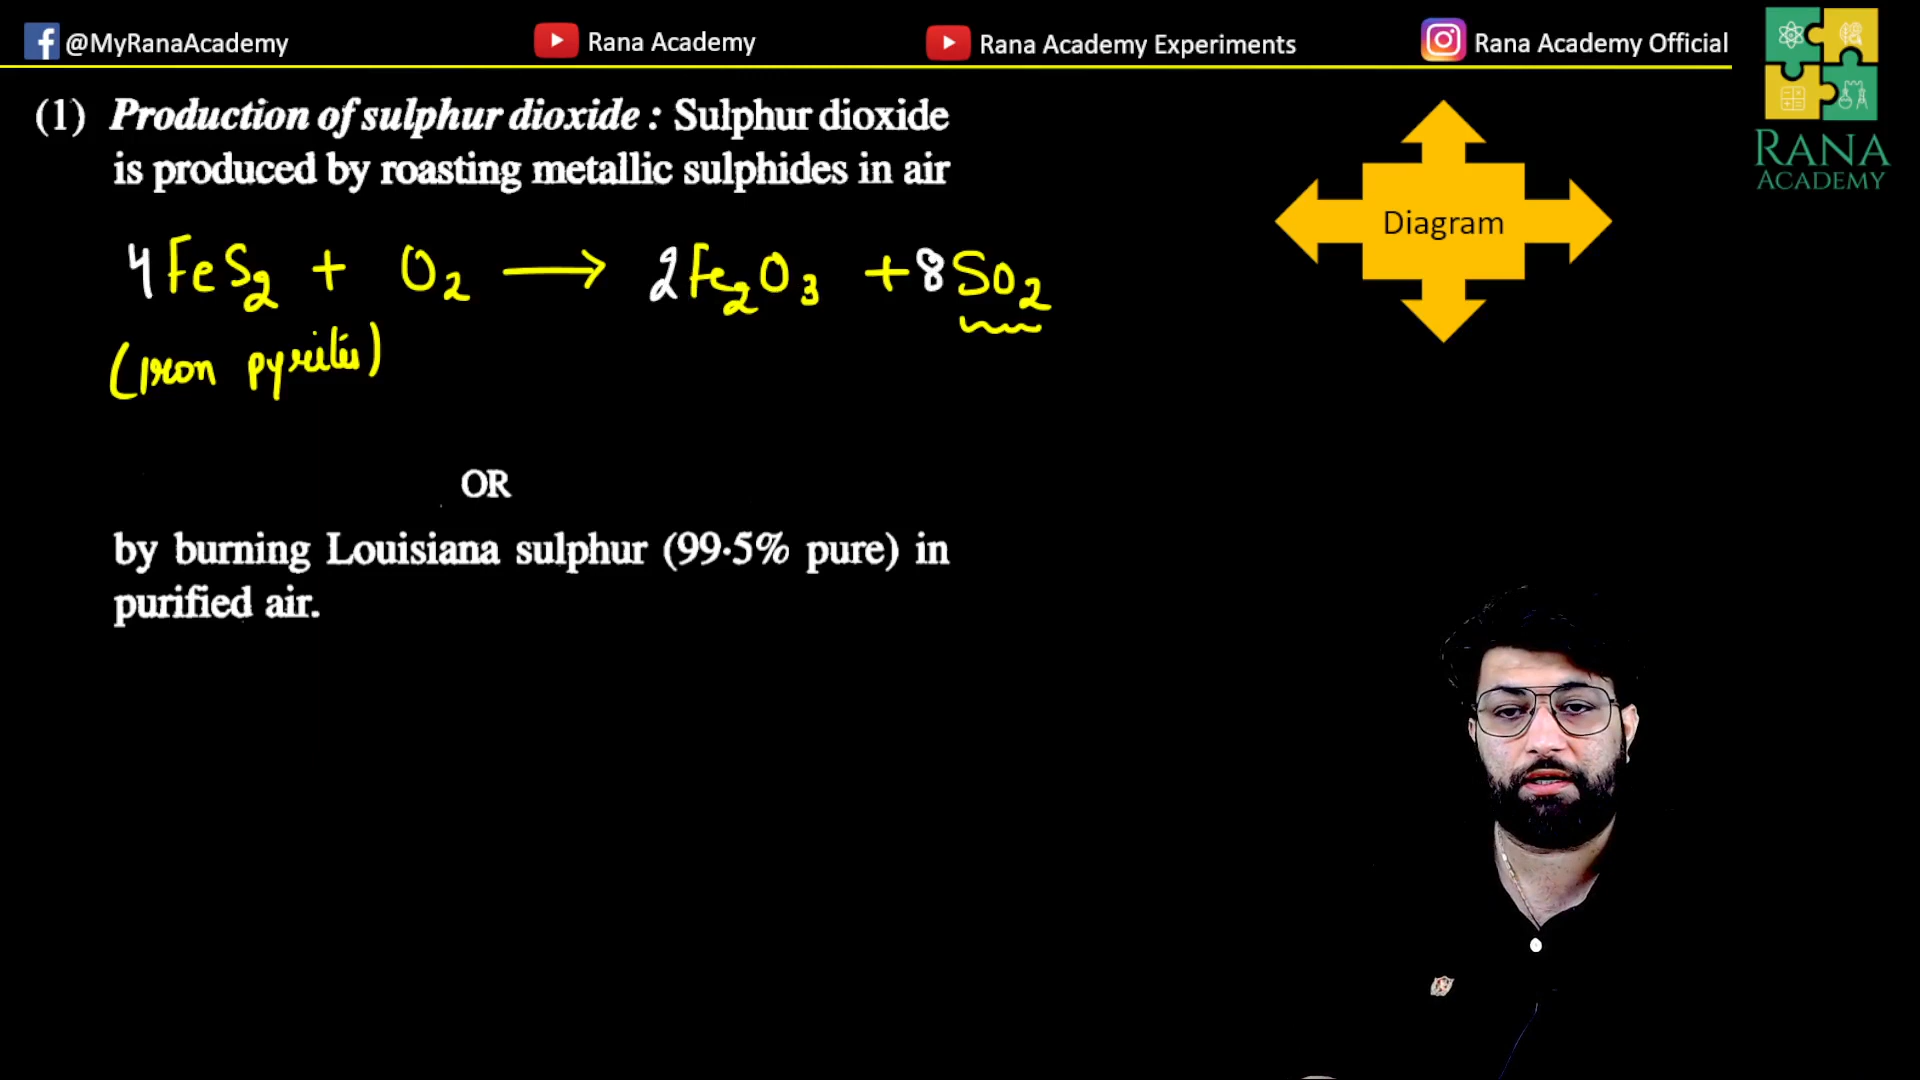 @MyRanaAcademy
Rana Academy
Rana Academy Experiments
Rana Academy Official
RANA
ACADEMY
(1) Production of sulphur dioxide : Sulphur dioxide
is produced by roasting metallic sulphides in air
Diagram
4FeS₂ + O₂ ⟶ 2Fe₂O₃ + 8SO₂
(Iron pyrites)
OR
by burning Louisiana sulphur (99·5% pure) in
purified air.